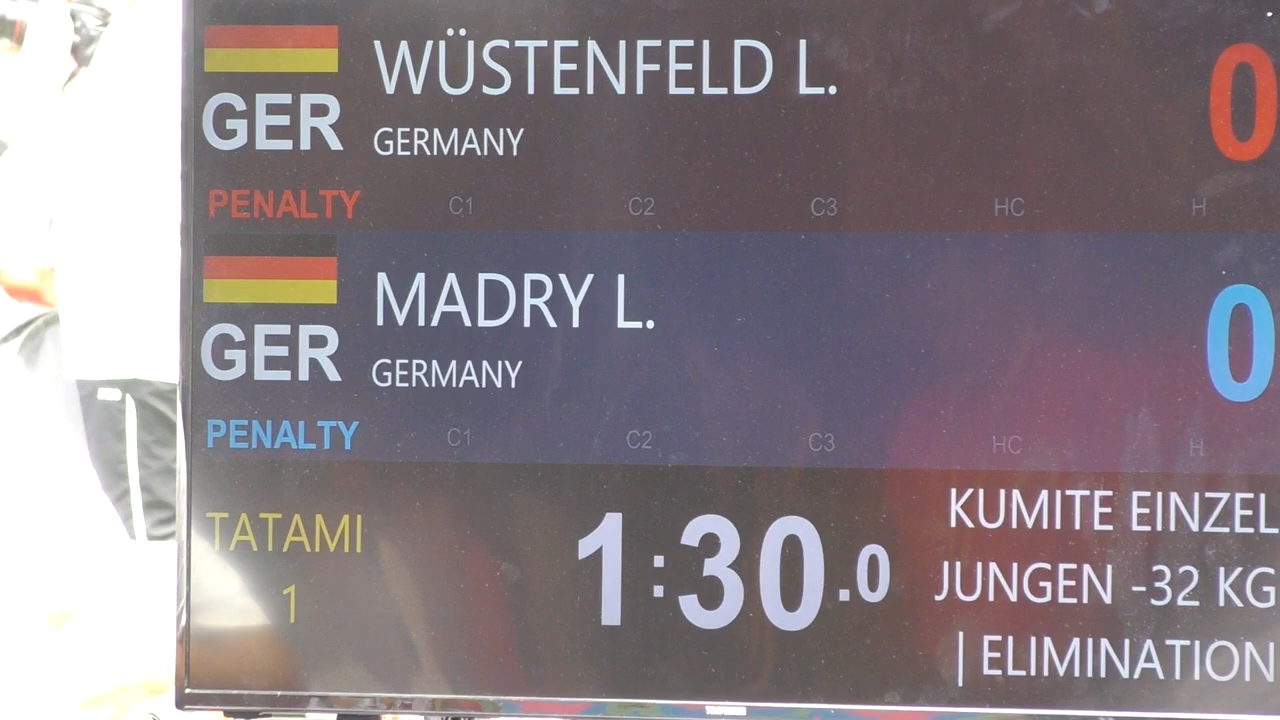 WÜSTENFELD L.
0
GER
GERMANY
PENALTY C1 C2 C3 HC H
MADRY L.
0
GER
GERMANY
PENALTY C1 C2 C3 HC H
TATAMI
1
1:30.0
KUMITE EINZEL
JUNGEN -32 KG
| ELIMINATION